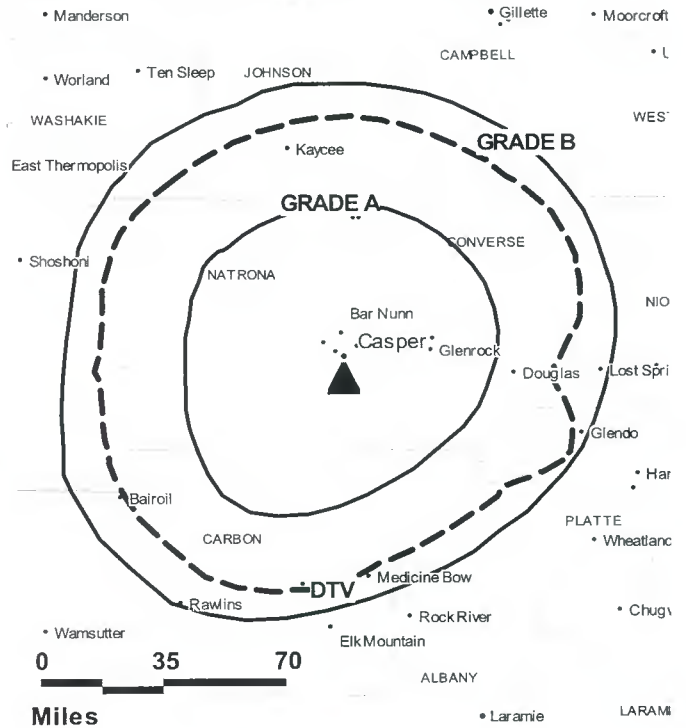 Manderson
Gillette
Moorcroft
CAMPBELL
Worland
Ten Sleep
JOHNSON
WASHAKIE
GRADE B
East Thermopolis
Kaycee
GRADE A
CONVERSE
Shoshoni
NATRONA
Bar Nunn
Casper
Glenrock
Douglas
Lost Spri
Glendo
Bairoil
PLATTE
CARBON
DTV
Medicine Bow
Rawlins
Rock River
Wamsutter
Elk Mountain
0 35 70
ALBANY
Miles
Laramie
WES
NIO
Har
Wheatlanc
Chug
LARAMI